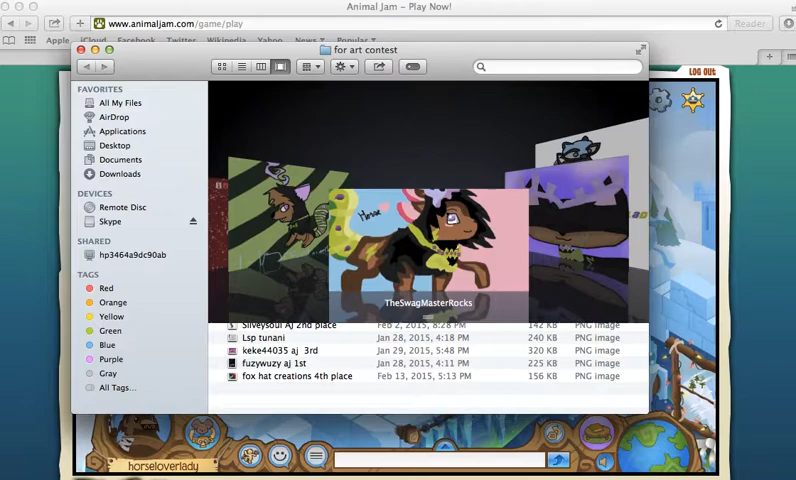 Animal Jam - Play Now!
www.animaljam.com/game/play
Reader
Apple iCloud Facebook Twitter Wikipedia Yahoo News Popular
for art contest
LOG OUT
FAVORITES
All My Files
AirDrop
Applications
Desktop
Documents
Downloads
DEVICES
Remote Disc
Skype
SHARED
hp3464a9dc90ab
TAGS
Red
Orange
Yellow
Green
Blue
Purple
Gray
All Tags...
TheSwagMasterRocks
Silveysoul AJ 2nd place Feb 2, 2015, 8:28 PM 142 KB PNG image
Lsp tunani Jan 28, 2015, 4:18 PM 240 KB PNG image
keke44035 aj 3rd Jan 29, 2015, 5:48 PM 320 KB PNG image
fuzywuzy aj 1st Jan 28, 2015, 4:11 PM 225 KB PNG image
fox hat creations 4th place Feb 13, 2015, 5:13 PM 156 KB PNG image
horseloverlady